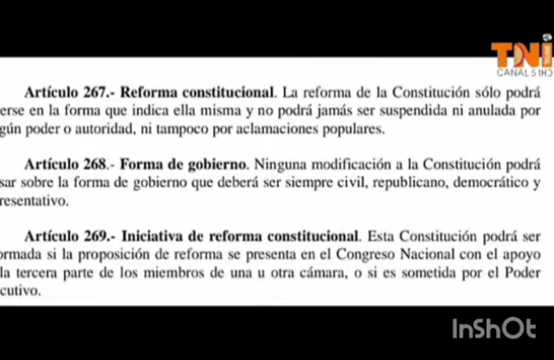 TNI
CANAL 51HD
Artículo 267.- Reforma constitucional. La reforma de la Constitución sólo podrá
erse en la forma que indica ella misma y no podrá jamás ser suspendida ni anulada por
gún poder o autoridad, ni tampoco por aclamaciones populares.
Artículo 268.- Forma de gobierno. Ninguna modificación a la Constitución podrá
sar sobre la forma de gobierno que deberá ser siempre civil, republicano, democrático y
resentativo.
Artículo 269.- Iniciativa de reforma constitucional. Esta Constitución podrá ser
ormada si la proposición de reforma se presenta en el Congreso Nacional con el apoyo
la tercera parte de los miembros de una u otra cámara, o si es sometida por el Poder
cutivo.
InShOt